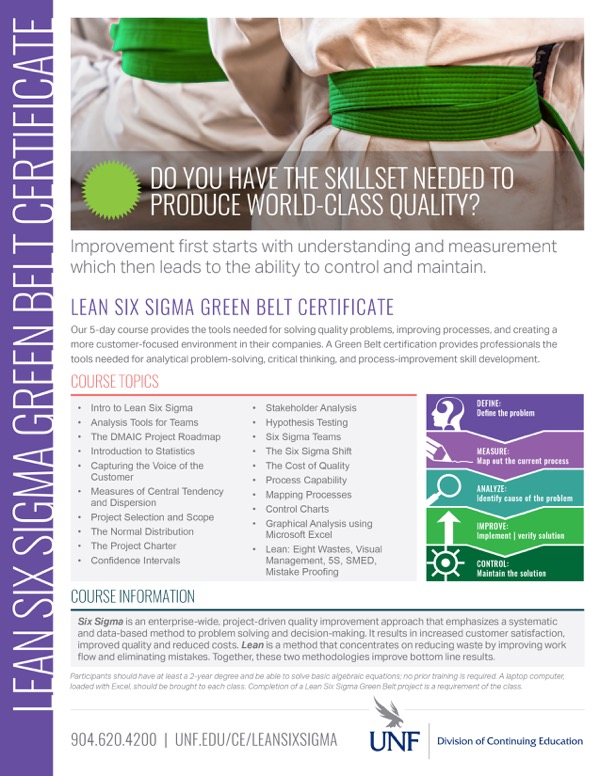 LEAN SIX SIGMA GREEN BELT CERTIFICATE
DO YOU HAVE THE SKILLSET NEEDED TO
PRODUCE WORLD-CLASS QUALITY?
Improvement first starts with understanding and measurement
which then leads to the ability to control and maintain.
LEAN SIX SIGMA GREEN BELT CERTIFICATE
Our 5-day course provides the tools needed for solving quality problems, improving processes, and creating a
more customer-focused environment in their companies. A Green Belt certification provides professionals the
tools needed for analytical problem-solving, critical thinking, and process-improvement skill development.
COURSE TOPICS
• Intro to Lean Six Sigma
• Analysis Tools for Teams
• The DMAIC Project Roadmap
• Introduction to Statistics
• Capturing the Voice of the
Customer
• Measures of Central Tendency
and Dispersion
• Project Selection and Scope
• The Normal Distribution
• The Project Charter
• Confidence Intervals
• Stakeholder Analysis
• Hypothesis Testing
• Six Sigma Teams
• The Six Sigma Shift
• The Cost of Quality
• Process Capability
• Mapping Processes
• Control Charts
• Graphical Analysis using
Microsoft Excel
• Lean: Eight Wastes, Visual
Management, 5S, SMED,
Mistake Proofing
DEFINE:
Define the problem
MEASURE:
Map out the current process
ANALYZE:
Identify cause of the problem
IMPROVE:
Implement | verify solution
CONTROL:
Maintain the solution
COURSE INFORMATION
Six Sigma is an enterprise-wide, project-driven quality improvement approach that emphasizes a systematic
and data-based method to problem solving and decision-making. It results in increased customer satisfaction,
improved quality and reduced costs. Lean is a method that concentrates on reducing waste by improving work
flow and eliminating mistakes. Together, these two methodologies improve bottom line results.
Participants should have at least a 2-year degree and be able to solve basic algebraic equations; no prior training is required. A laptop computer,
loaded with Excel, should be brought to each class. Completion of a Lean Six Sigma Green Belt project is a requirement of the class.
904.620.4200 | UNF.EDU/CE/LEANSIXSIGMA
UNF
Division of Continuing Education